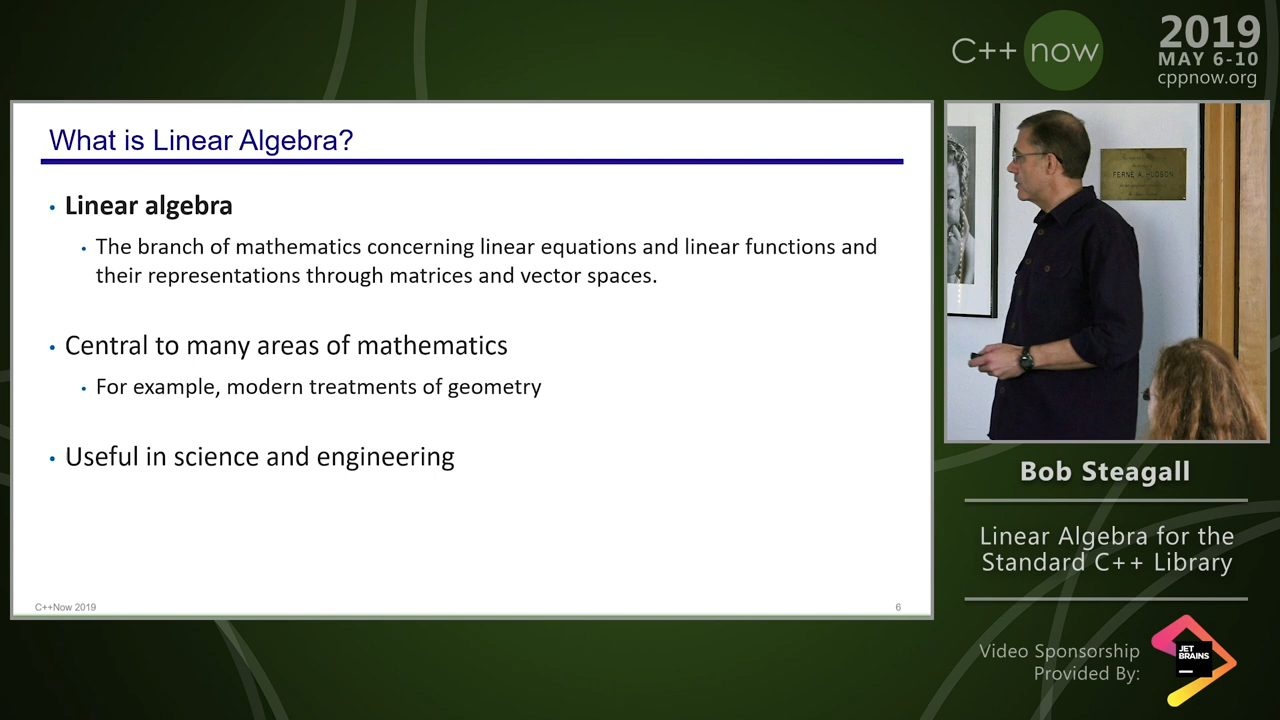 C++ now
2019
MAY 6-10
cppnow.org
What is Linear Algebra?
• Linear algebra
• The branch of mathematics concerning linear equations and linear functions and
their representations through matrices and vector spaces.
• Central to many areas of mathematics
• For example, modern treatments of geometry
• Useful in science and engineering
C++Now 2019
6
FERNE A. HUDSON
Bob Steagall
Linear Algebra for the
Standard C++ Library
Video Sponsorship
Provided By:
JET
BRAINS